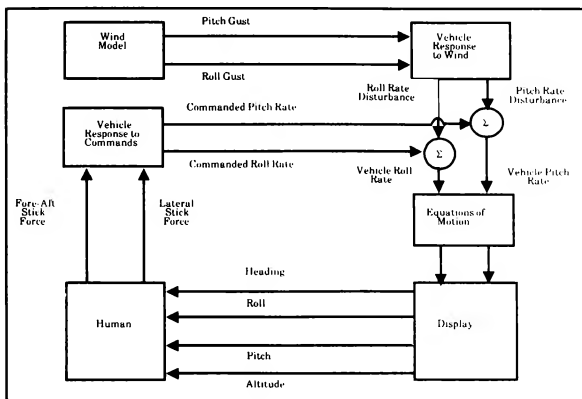 Pitch Gust
Wind
Model
Vehicle
Response
to Wind
Roll Gust
Roll Rate
Disturbance
Pitch Rate
Disturbance
Commanded Pitch Rate
Σ
Vehicle
Response to
Commands
Σ
Commanded Roll Rate
Vehicle Roll
Rate
Vehicle Pitch
Rate
Fore-Aft
Stick
Force
Lateral
Stick
Force
Equations of
Motion
Heading
Roll
Human
Display
Pitch
Altitude